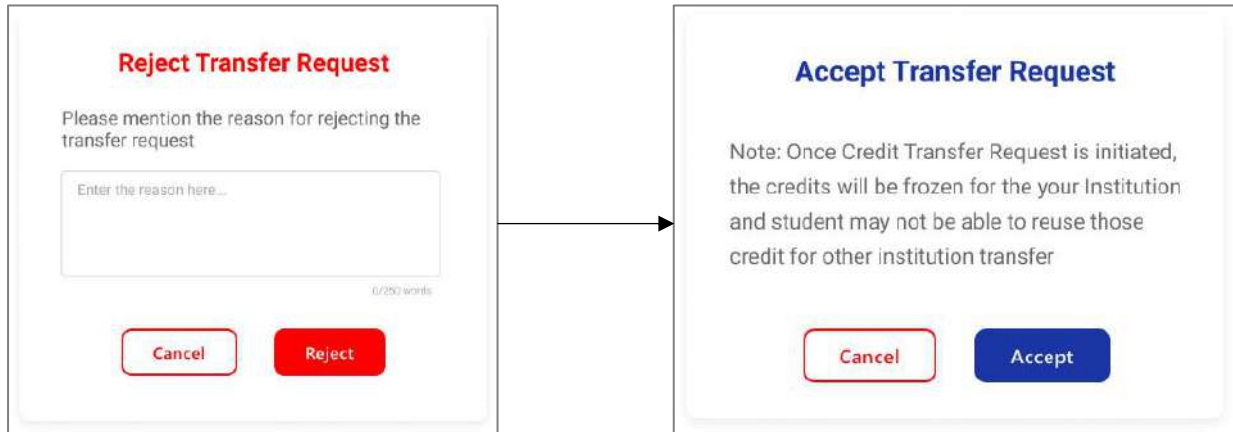 Reject Transfer Request
Please mention the reason for rejecting the
transfer request
Enter the reason here...
0/250 words
Cancel
Reject
Accept Transfer Request
Note: Once Credit Transfer Request is initiated,
the credits will be frozen for the your Institution
and student may not be able to reuse those
credit for other institution transfer
Cancel
Accept